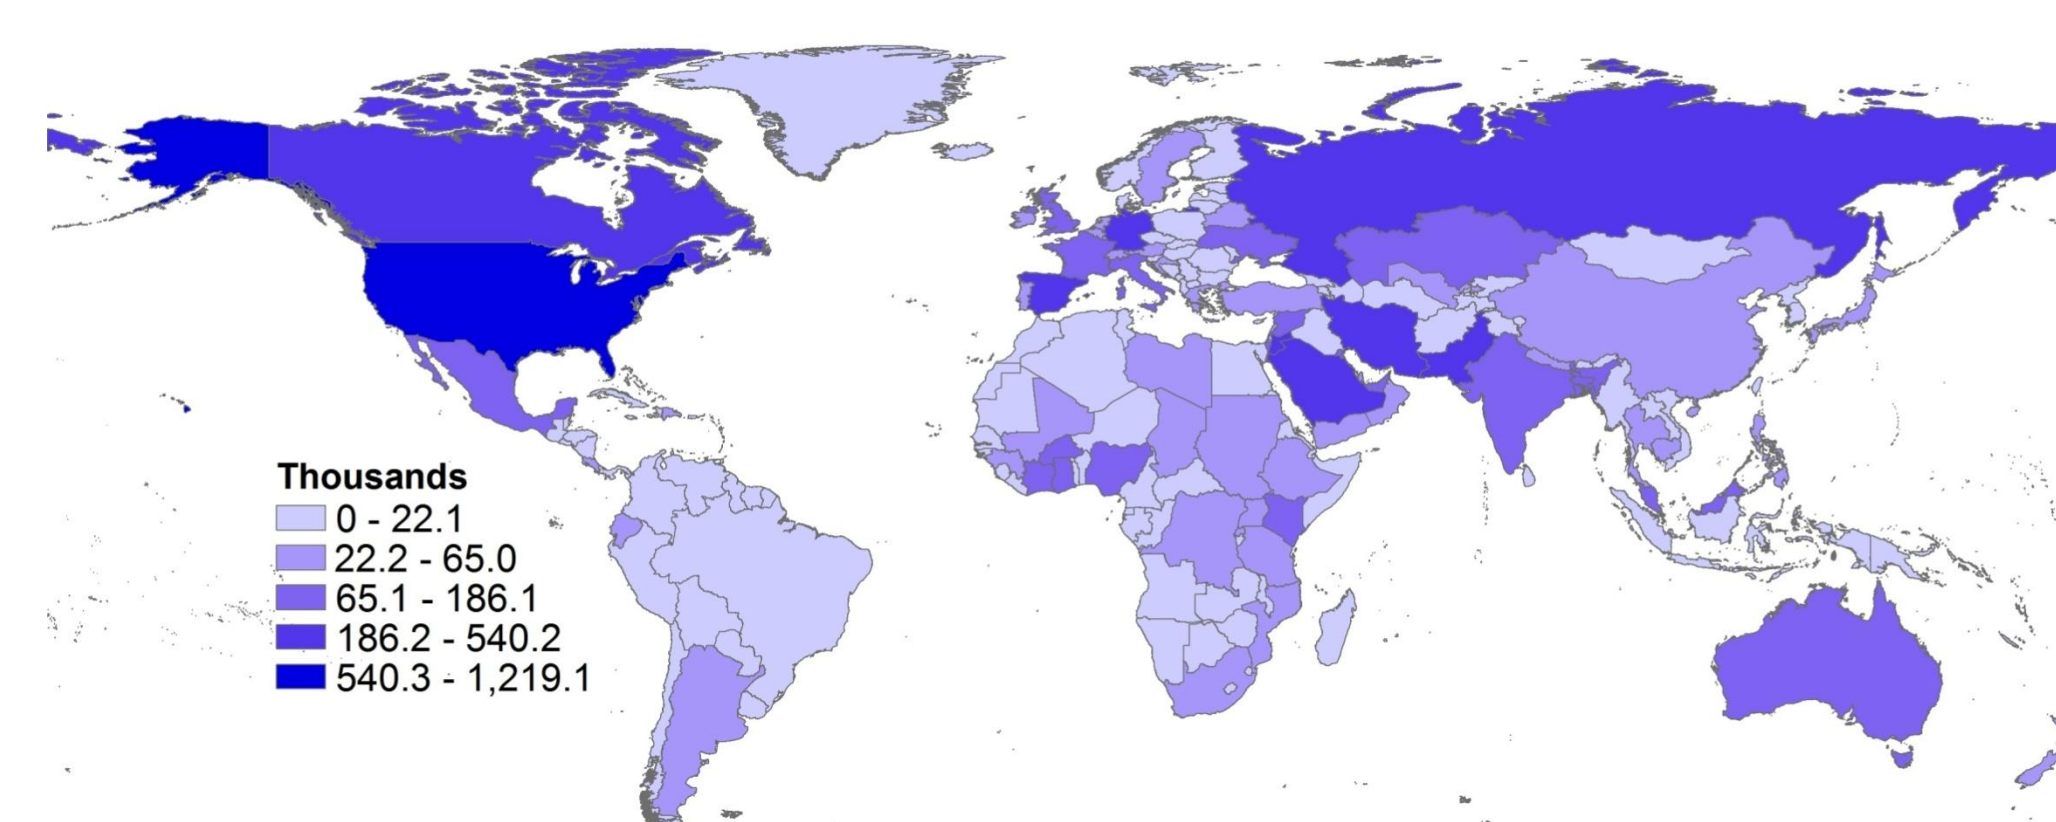 Thousands
0 - 22.1
22.2 - 65.0
65.1 - 186.1
186.2 - 540.2
540.3 - 1,219.1